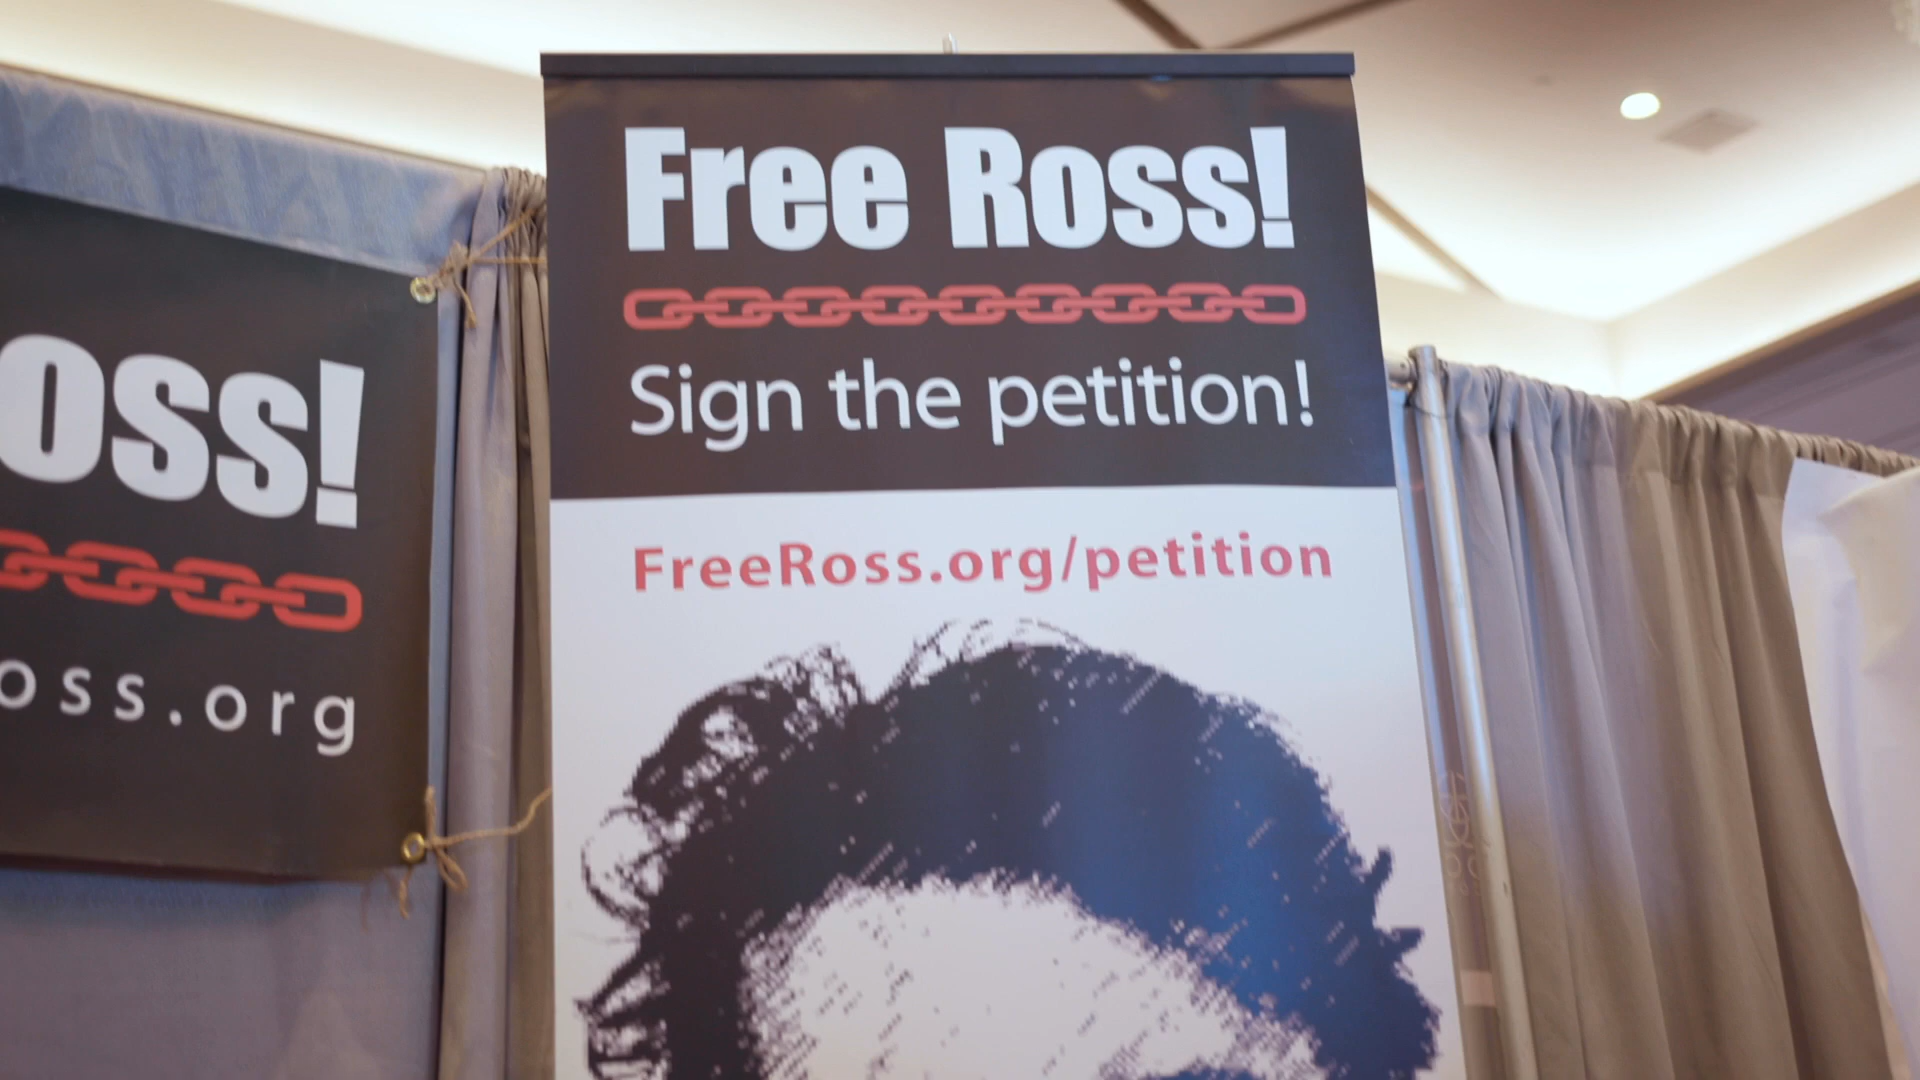 Free Ross!
Sign the petition!
FreeRoss.org/petition
oss!
oss.org